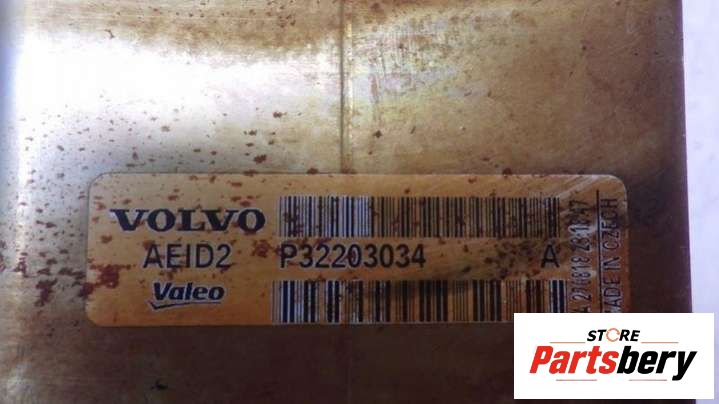 VOLVO
AEID2
P32203034 A
Valeo
MADE IN CZECH
STORE
Partsbery